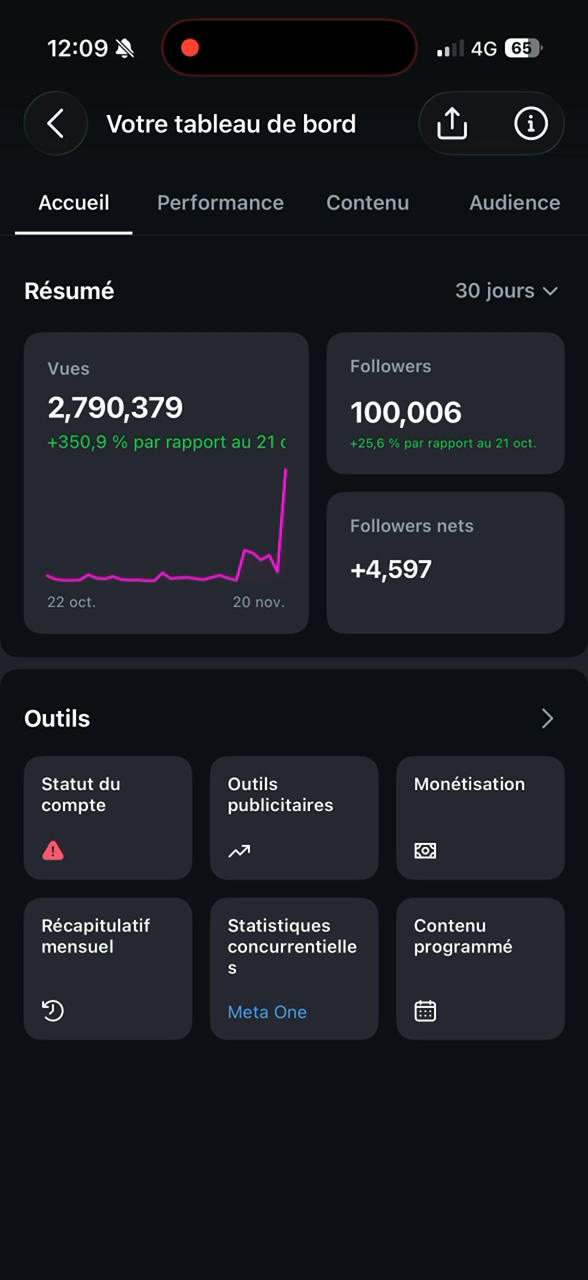 12:09
4G
65
Votre tableau de bord
Accueil
Performance
Contenu
Audience
Résumé
30 jours
Vues
2,790,379
+350,9 % par rapport au 21
22 oct.
20 nov.
Followers
100,006
+25,6 % par rapport au 21 oct.
Followers nets
+4,597
Outils
Statut du
compte
Outils
publicitaires
Monétisation
Récapitulatif
mensuel
Statistiques
concurrentielle
s
Meta One
Contenu
programmé